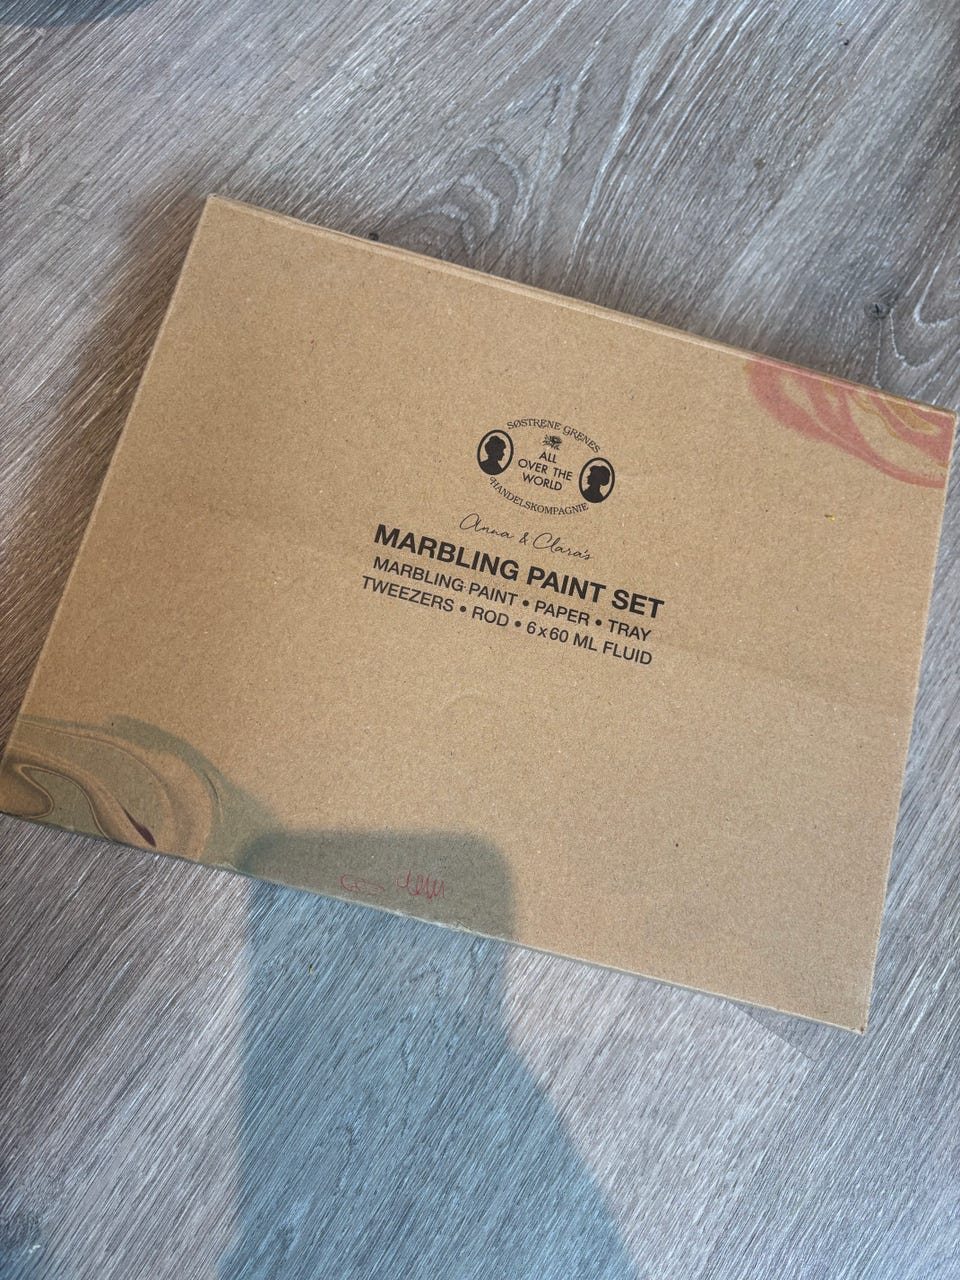 SØSTRENE GRENES
ALL
OVER THE
WORLD
HANDELSKOMPAGNIE
Anna & Clara's
MARBLING PAINT SET
MARBLING PAINT • PAPER • TRAY
TWEEZERS • ROD • 6 x 60 ML FLUID